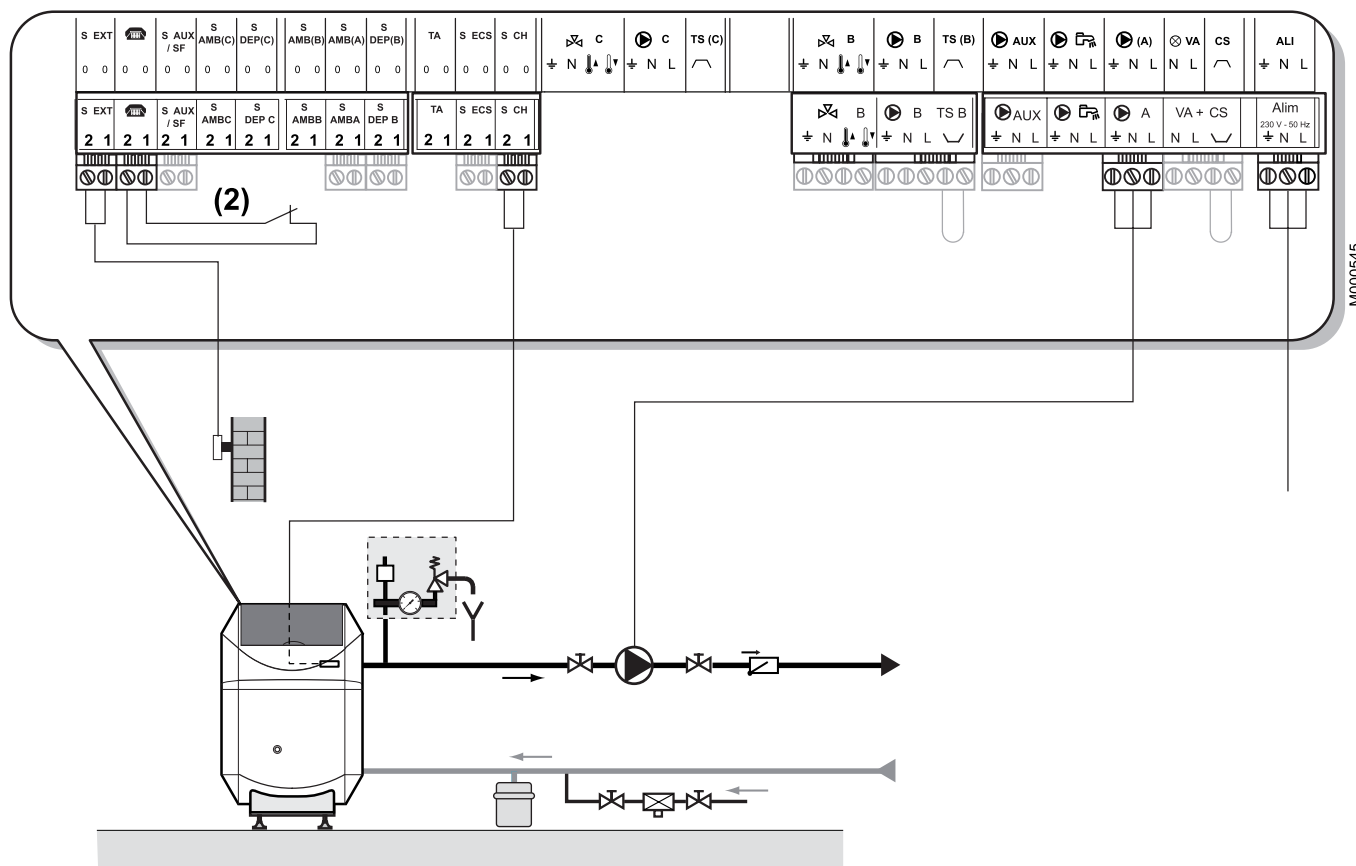 S EXT S AUX S S S S S TA S ECS S CH C C TS (C) B B TS (B) AUX (A) VA CS ALI
/ SF AMB(C) DEP(C) AMB(B) AMB(A) DEP(B)
0 0 0 0 0 0 0 0 0 0 0 0 0 0 0 0 0 0 0 0 0 0 N N L N N L N L N L N L N L N L
S EXT S AUX S S S S S TA S ECS S CH B B TS B AUX A VA + CS Alim
/ SF AMBC DEP C AMBB AMBA DEP B 230 V - 50 Hz
2 1 2 1 2 1 2 1 2 1 2 1 2 1 2 1 2 1 2 1 2 1 N N L N L N L N L N L N L
(2)
M000545